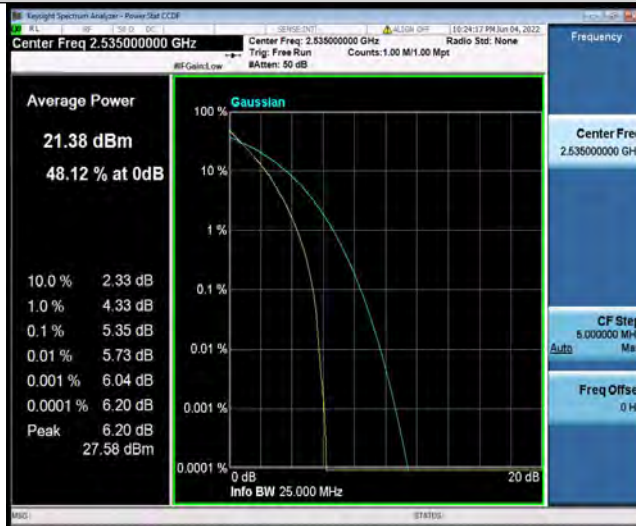 Keysight Spectrum Analyzer - Power Stat CCDF
RL RF 50 Ω DC SENSE:INT ALIGN OFF 10:24:17 PM Jun 04, 2022
Center Freq 2.535000000 GHz
Center Freq: 2.535000000 GHz Radio Std: None
Trig: Free Run Counts:1.00 M/1.00 Mpt
#IFGain:Low #Atten: 50 dB
Frequency
Average Power
21.38 dBm
48.12 % at 0dB
10.0 % 2.33 dB
1.0 % 4.33 dB
0.1 % 5.35 dB
0.01 % 5.73 dB
0.001 % 6.04 dB
0.0001 % 6.20 dB
Peak 6.20 dB
27.58 dBm
Gaussian
100 %
10 %
1 %
0.1 %
0.01 %
0.001 %
0.0001 %
0 dB 20 dB
Info BW 25.000 MHz
Center Fre
2.535000000 GH
CF Step
5.000000 MH
Auto Ma
Freq Offse
0 H
MSG STATUS